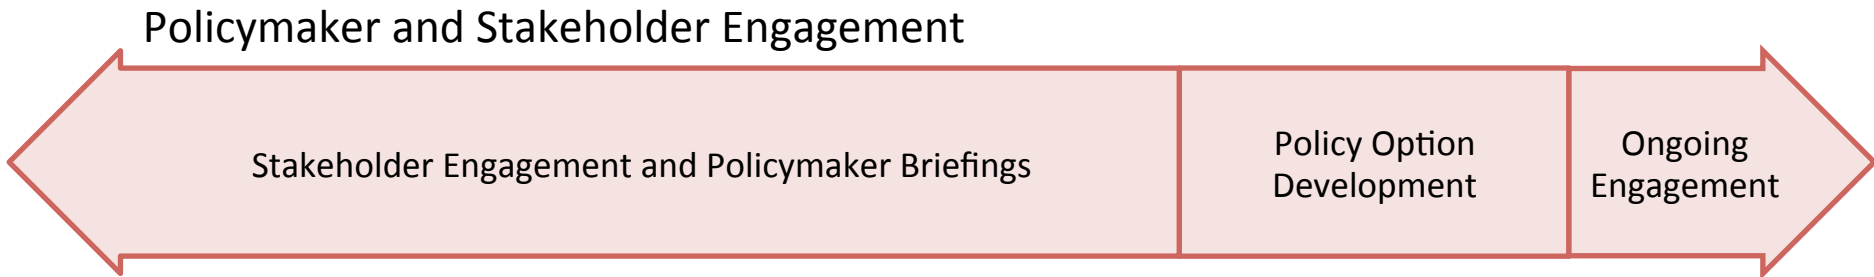 Policymaker and Stakeholder Engagement
Stakeholder Engagement and Policymaker Briefings
Policy Option
Development
Ongoing
Engagement